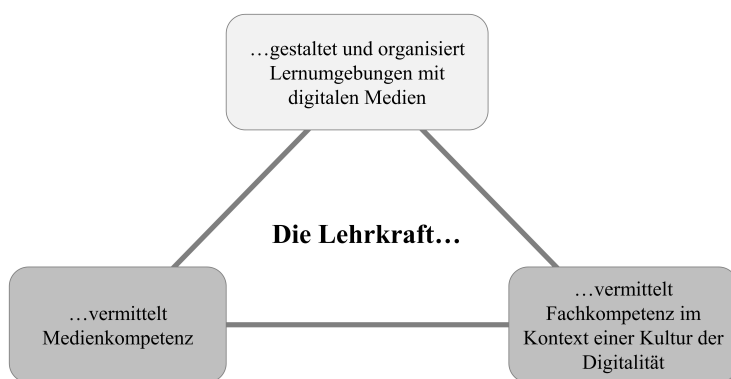 …gestaltet und organisiert
Lernumgebungen mit
digitalen Medien
Die Lehrkraft…
…vermittelt
Medienkompetenz
…vermittelt
Fachkompetenz im
Kontext einer Kultur der
Digitalität